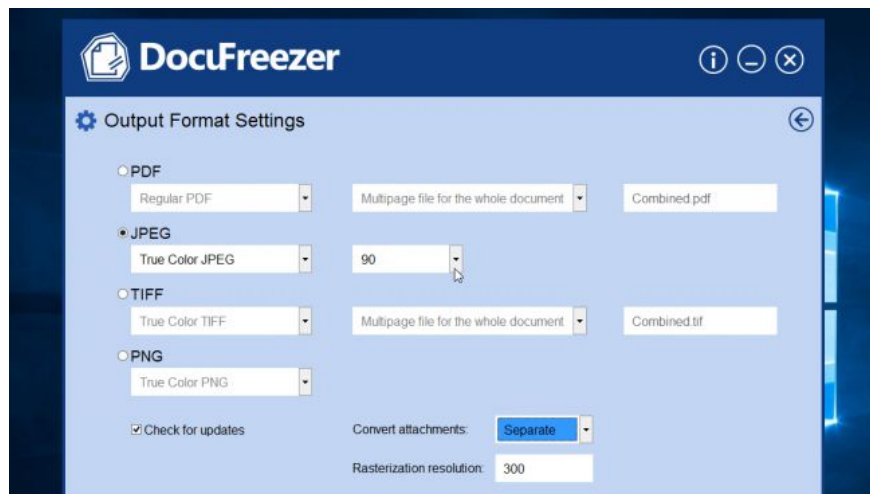 DocuFreezer
Output Format Settings
PDF
Regular PDF Multipage file for the whole document Combined.pdf
JPEG
True Color JPEG 90
TIFF
True Color TIFF Multipage file for the whole document Combined.tif
PNG
True Color PNG
Check for updates Convert attachments: Separate
Rasterization resolution: 300